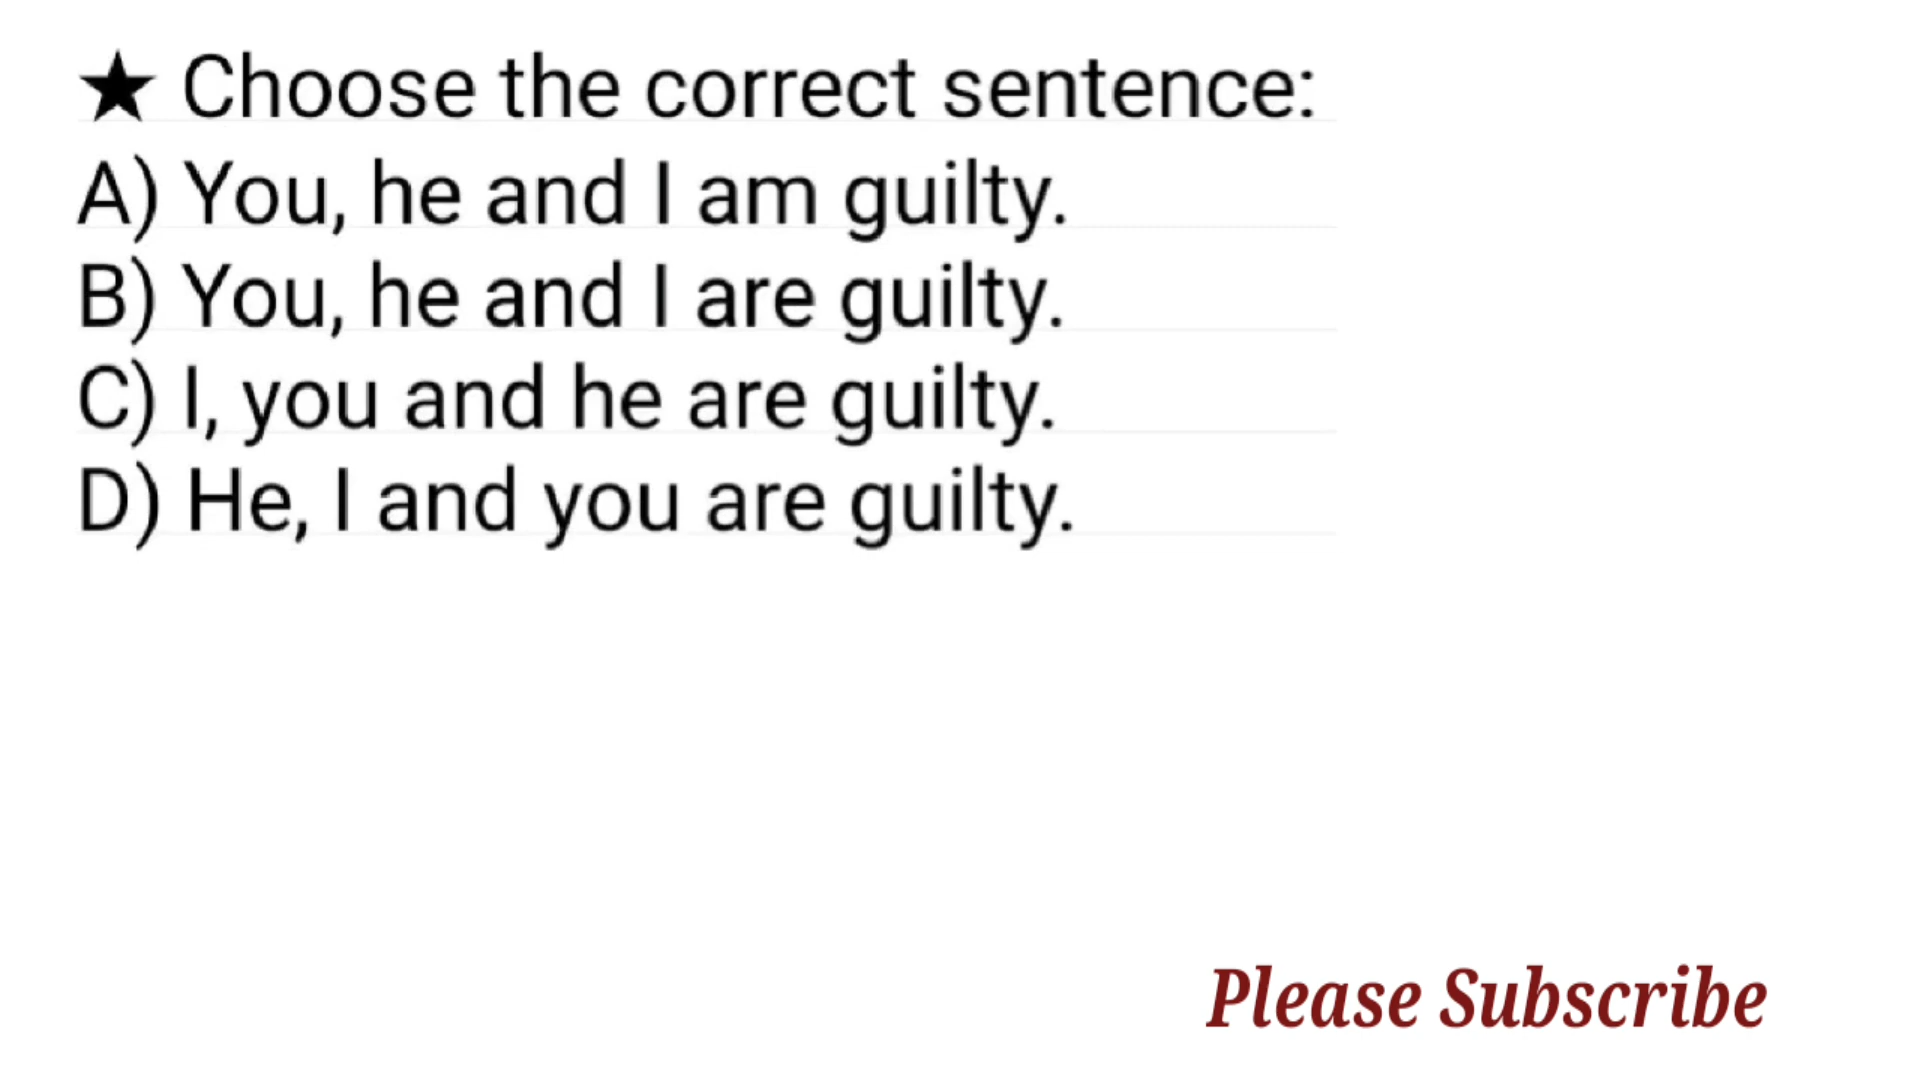 ★ Choose the correct sentence:
A) You, he and I am guilty.
B) You, he and I are guilty.
C) I, you and he are guilty.
D) He, I and you are guilty.
Please Subscribe